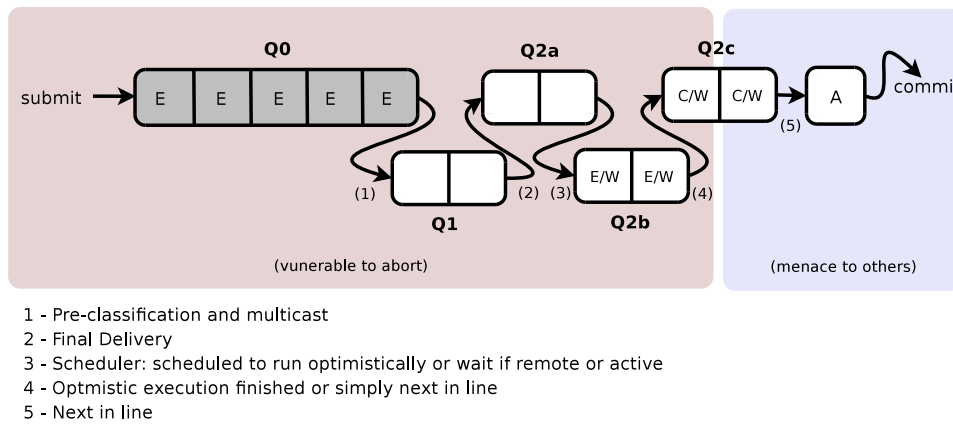 Q0
Q2a
Q2c
submit
E E E E E
C/W C/W
A
commit
(5)
(1)
E/W E/W
(2)
(3)
(4)
Q1
Q2b
(vunerable to abort)
(menace to others)
1 - Pre-classification and multicast
2 - Final Delivery
3 - Scheduler: scheduled to run optimistically or wait if remote or active
4 - Optmistic execution finished or simply next in line
5 - Next in line